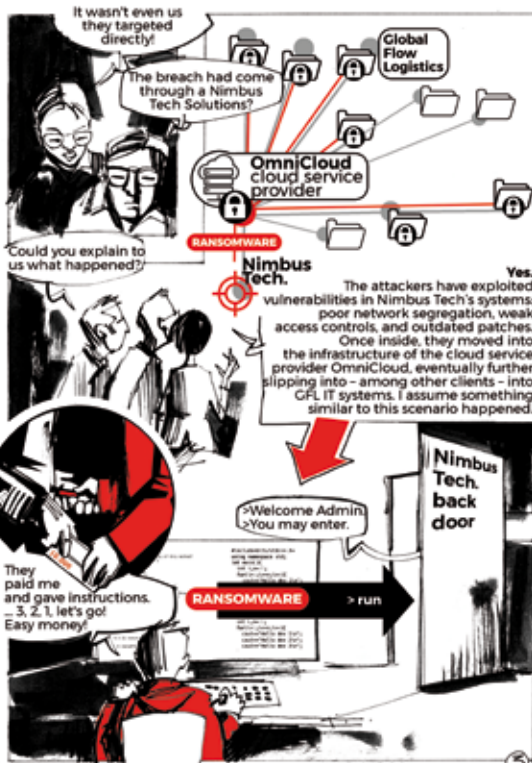 It wasn't even us
they targeted
directly!
The breach had come
through a Nimbus
Tech Solutions?
Global
Flow
Logistics
OmniCloud
cloud service
provider
RANSOMWARE
Nimbus
Tech.
Could you explain to
us what happened?
Yes.
The attackers have exploited
vulnerabilities in Nimbus Tech's systems:
poor network segregation, weak
access controls, and outdated patches.
Once inside, they moved into
the infrastructure of the cloud service
provider OmniCloud, eventually further
slipping into – among other clients – into
GFL IT systems. I assume something
similar to this scenario happened.
Nimbus
Tech.
back
door
>Welcome Admin.
>You may enter.
They
paid me
and gave instructions.
... 3, 2, 1, let's go!
Easy money!
RANSOMWARE
> run